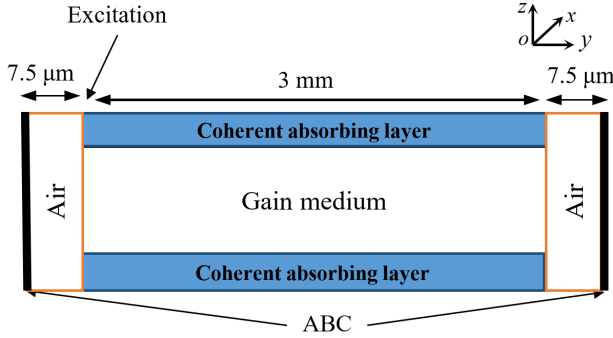 Excitation
z
x
o
y
7.5 μm
3 mm
7.5 μm
Coherent absorbing layer
Air
Gain medium
Air
Coherent absorbing layer
ABC